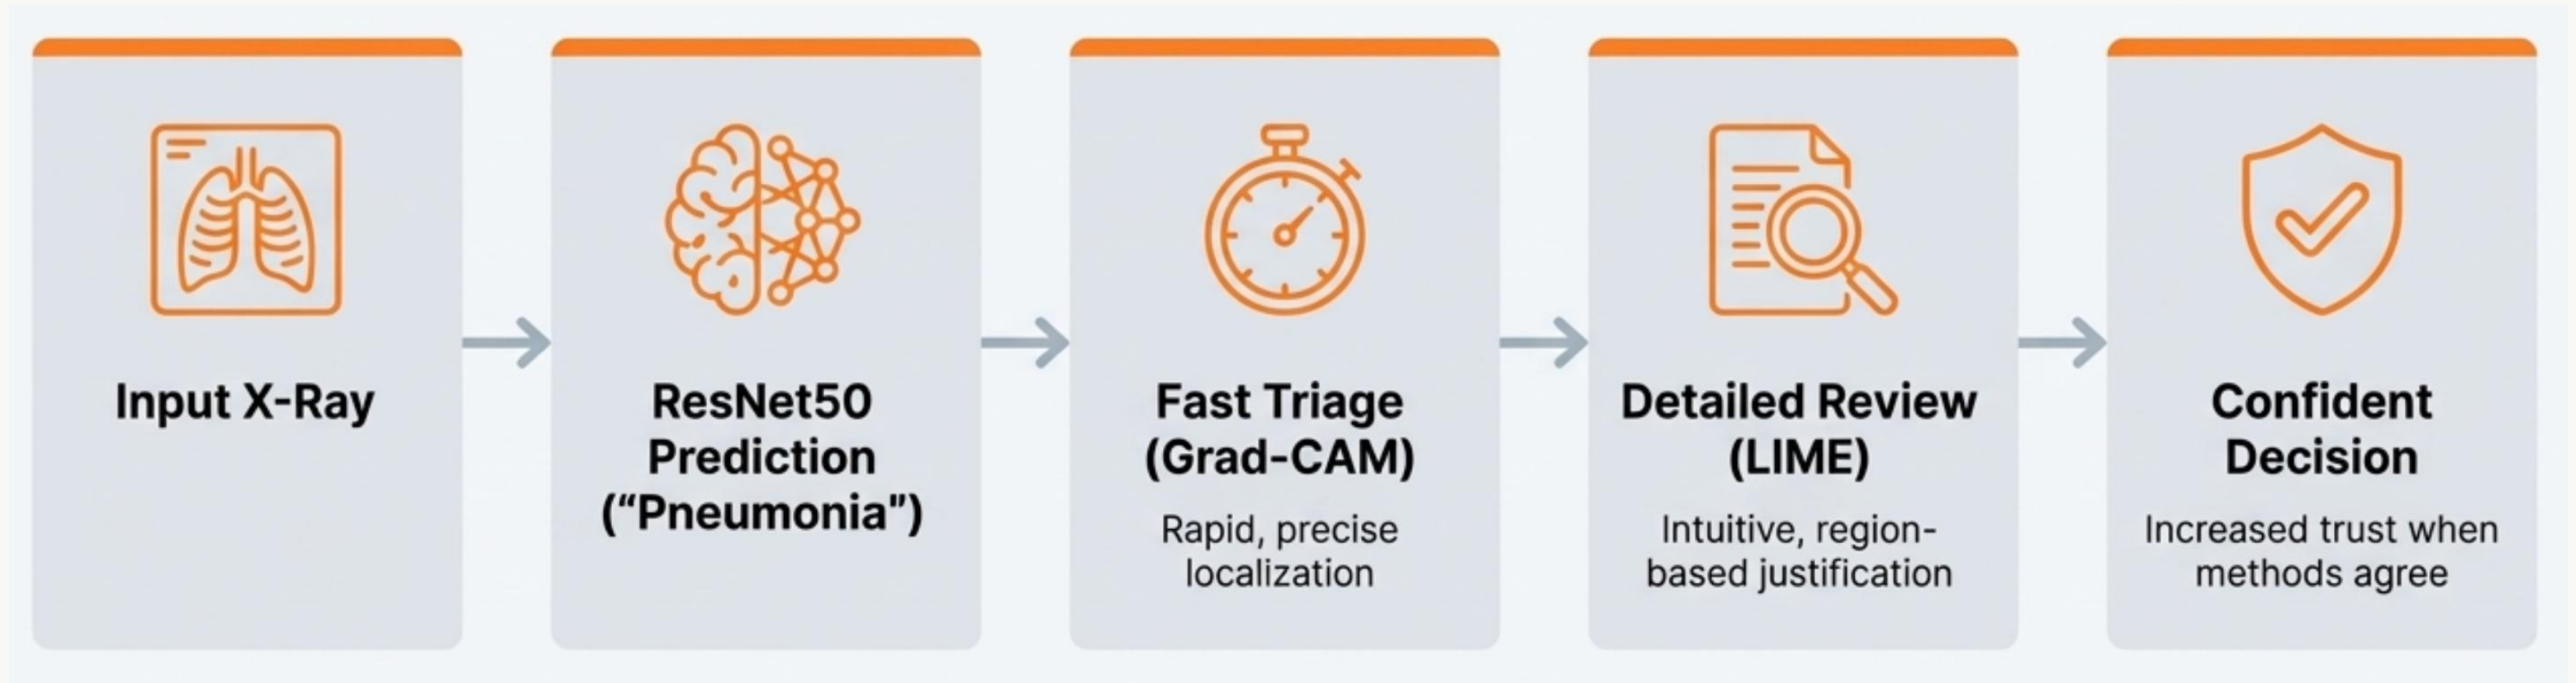 Input X-Ray
ResNet50
Prediction
(“Pneumonia”)
Fast Triage
(Grad-CAM)
Rapid, precise
localization
Detailed Review
(LIME)
Intuitive, region-
based justification
Confident
Decision
Increased trust when
methods agree